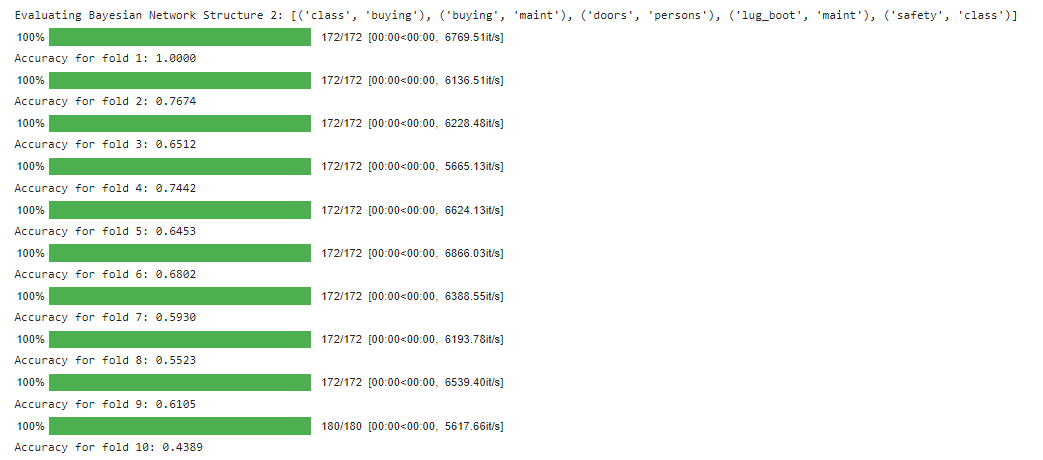 Evaluating Bayesian Network Structure 2: [('class', 'buying'), ('buying', 'maint'), ('doors', 'persons'), ('lug_boot', 'maint'), ('safety', 'class')]
100% 172/172 [00:00<00:00, 6769.51it/s]
Accuracy for fold 1: 1.0000
100% 172/172 [00:00<00:00, 6136.51it/s]
Accuracy for fold 2: 0.7674
100% 172/172 [00:00<00:00, 6228.48it/s]
Accuracy for fold 3: 0.6512
100% 172/172 [00:00<00:00, 5665.13it/s]
Accuracy for fold 4: 0.7442
100% 172/172 [00:00<00:00, 6624.13it/s]
Accuracy for fold 5: 0.6453
100% 172/172 [00:00<00:00, 6866.03it/s]
Accuracy for fold 6: 0.6802
100% 172/172 [00:00<00:00, 6388.55it/s]
Accuracy for fold 7: 0.5930
100% 172/172 [00:00<00:00, 6193.78it/s]
Accuracy for fold 8: 0.5523
100% 172/172 [00:00<00:00, 6539.40it/s]
Accuracy for fold 9: 0.6105
100% 180/180 [00:00<00:00, 5617.66it/s]
Accuracy for fold 10: 0.4389